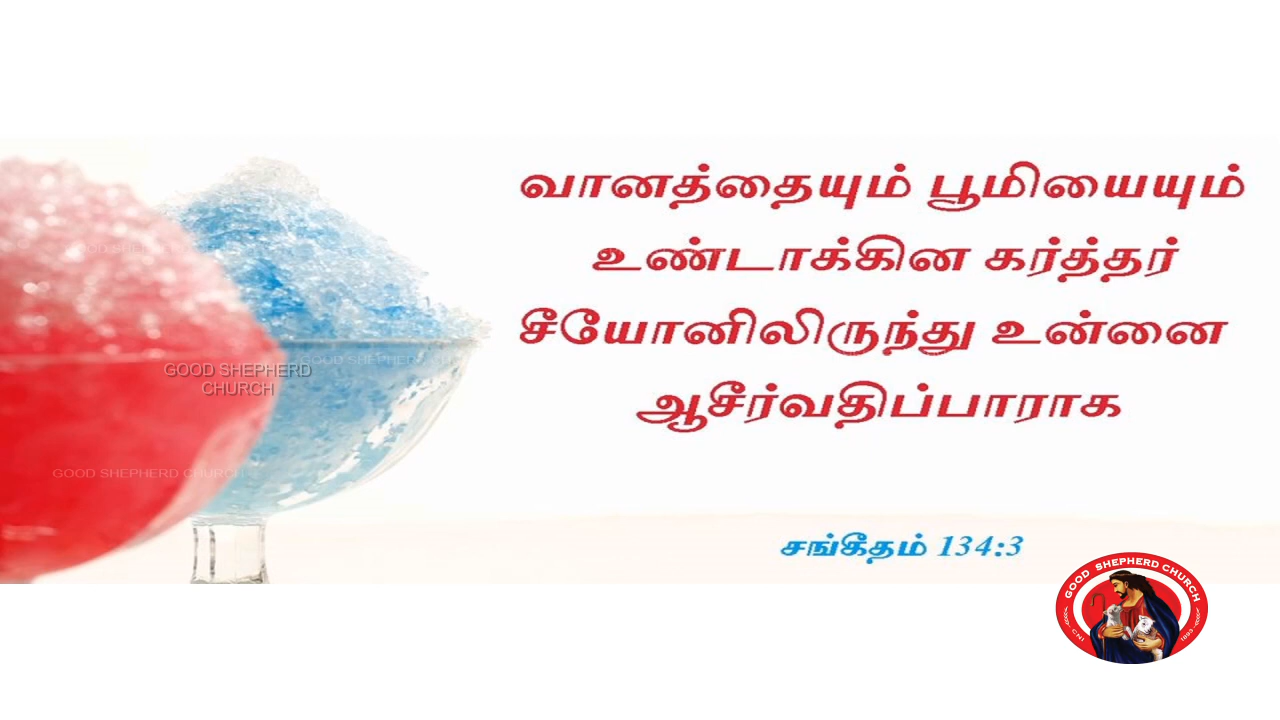 வானத்தையும் பூமியையும்
உண்டாக்கின கர்த்தர்
சீயோனிலிருந்து உன்னை
ஆசீர்வதிப்பாராக
சங்கீதம் 134:3
GOOD SHEPHERD
CHURCH
GOOD SHEPHERD CHURCH
GOOD SHEPHERD CHURCH
CNI